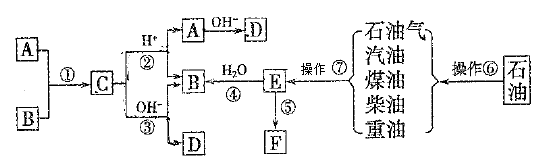 A OH⁻ D
H⁺
②
A
① C B H₂O ④ E 操作⑦
B
OH⁻
③ D
⑤
F
石油气
汽油
煤油
柴油
重油
操作⑥
石油